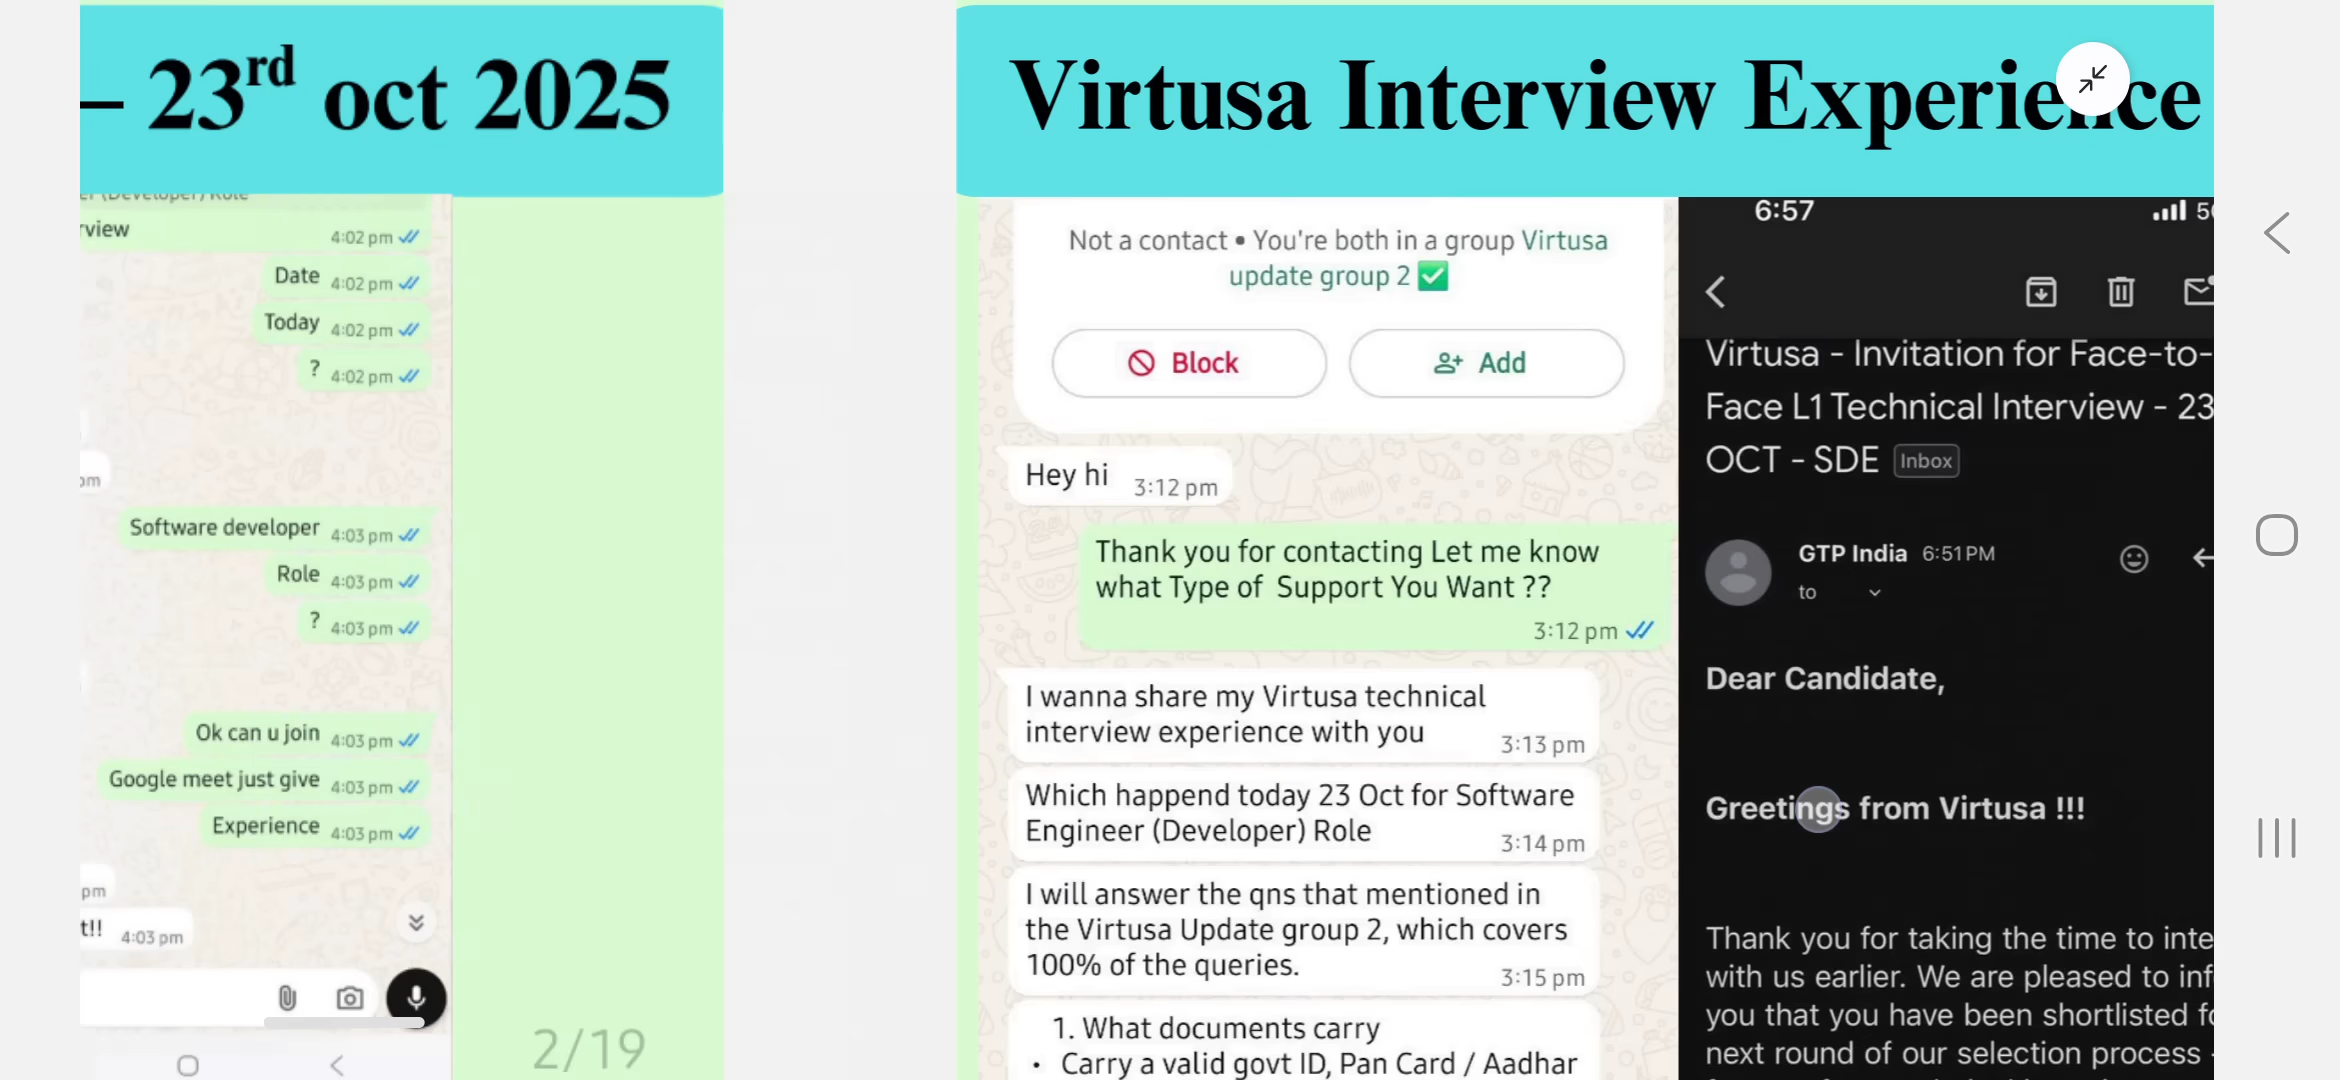 – 23rd oct 2025
rview 4:02 pm
Date 4:02 pm
Today 4:02 pm
? 4:02 pm
Software developer 4:03 pm
Role 4:03 pm
? 4:03 pm
Ok can u join 4:03 pm
Google meet just give 4:03 pm
Experience 4:03 pm
pm
t!! 4:03 pm
2/19
Virtusa Interview Experience
Not a contact • You're both in a group Virtusa
update group 2 ✅
Block
Add
Hey hi 3:12 pm
Thank you for contacting Let me know
what Type of Support You Want ??
3:12 pm
I wanna share my Virtusa technical
interview experience with you 3:13 pm
Which happend today 23 Oct for Software
Engineer (Developer) Role 3:14 pm
I will answer the qns that mentioned in
the Virtusa Update group 2, which covers
100% of the queries. 3:15 pm
1. What documents carry
• Carry a valid govt ID, Pan Card / Aadhar
6:57
Virtusa - Invitation for Face-to-
Face L1 Technical Interview - 23
OCT - SDE Inbox
GTP India 6:51 PM
to
Dear Candidate,
Greetings from Virtusa !!!
Thank you for taking the time to inte
with us earlier. We are pleased to inf
you that you have been shortlisted fo
next round of our selection process